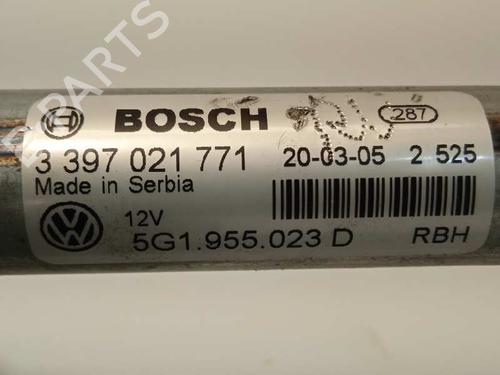 B-PARTS
BOSCH 287
3 397 021 771 20-03-05 2 525
Made in Serbia
12V
5G1.955.023 D RBH